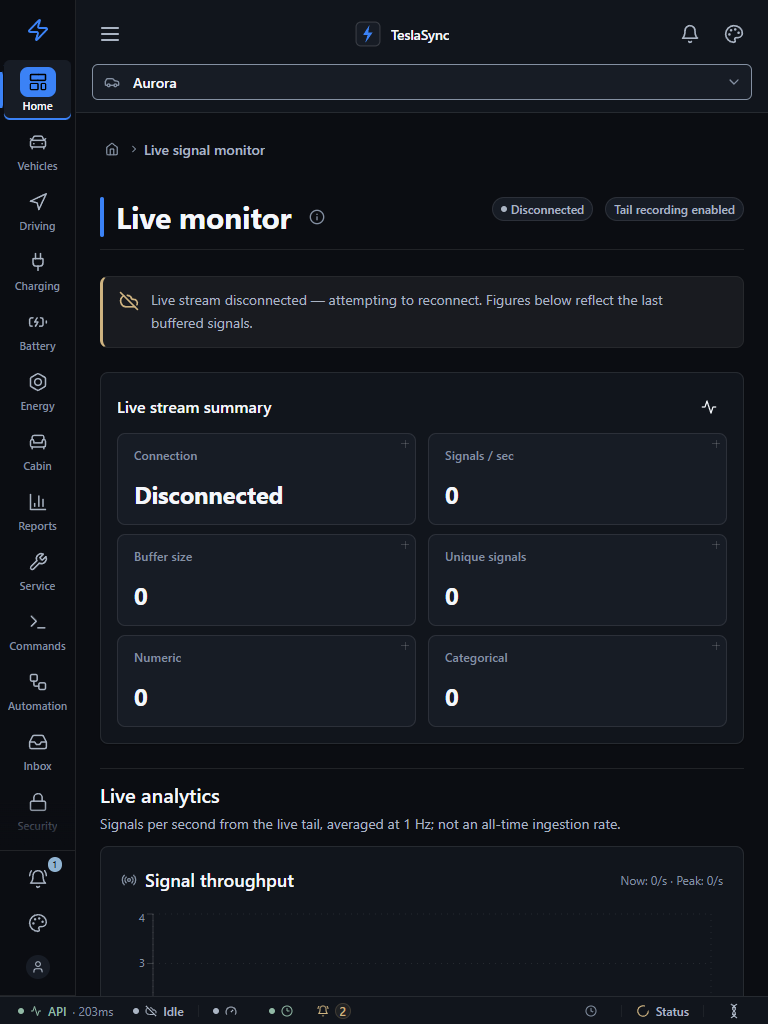 TeslaSync
Aurora
Home
Vehicles
Driving
Charging
Battery
Energy
Cabin
Reports
Service
Commands
Automation
Inbox
Security
1
Live signal monitor
Live monitor
Disconnected
Tail recording enabled
Live stream disconnected — attempting to reconnect. Figures below reflect the last
buffered signals.
Live stream summary
Connection
Disconnected
Signals / sec
0
Buffer size
0
Unique signals
0
Numeric
0
Categorical
0
Live analytics
Signals per second from the live tail, averaged at 1 Hz; not an all-time ingestion rate.
Signal throughput
Now: 0/s · Peak: 0/s
4
3
API · 203ms
Idle
2
Status